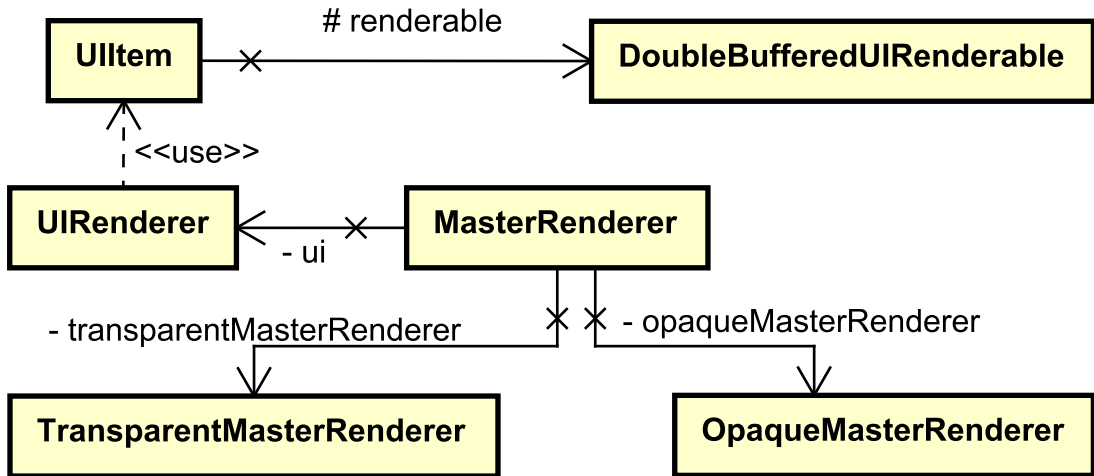 # renderable
UIItem
DoubleBufferedUIRenderable
<<use>>
UIRenderer
MasterRenderer
- ui
- transparentMasterRenderer
- opaqueMasterRenderer
TransparentMasterRenderer
OpaqueMasterRenderer